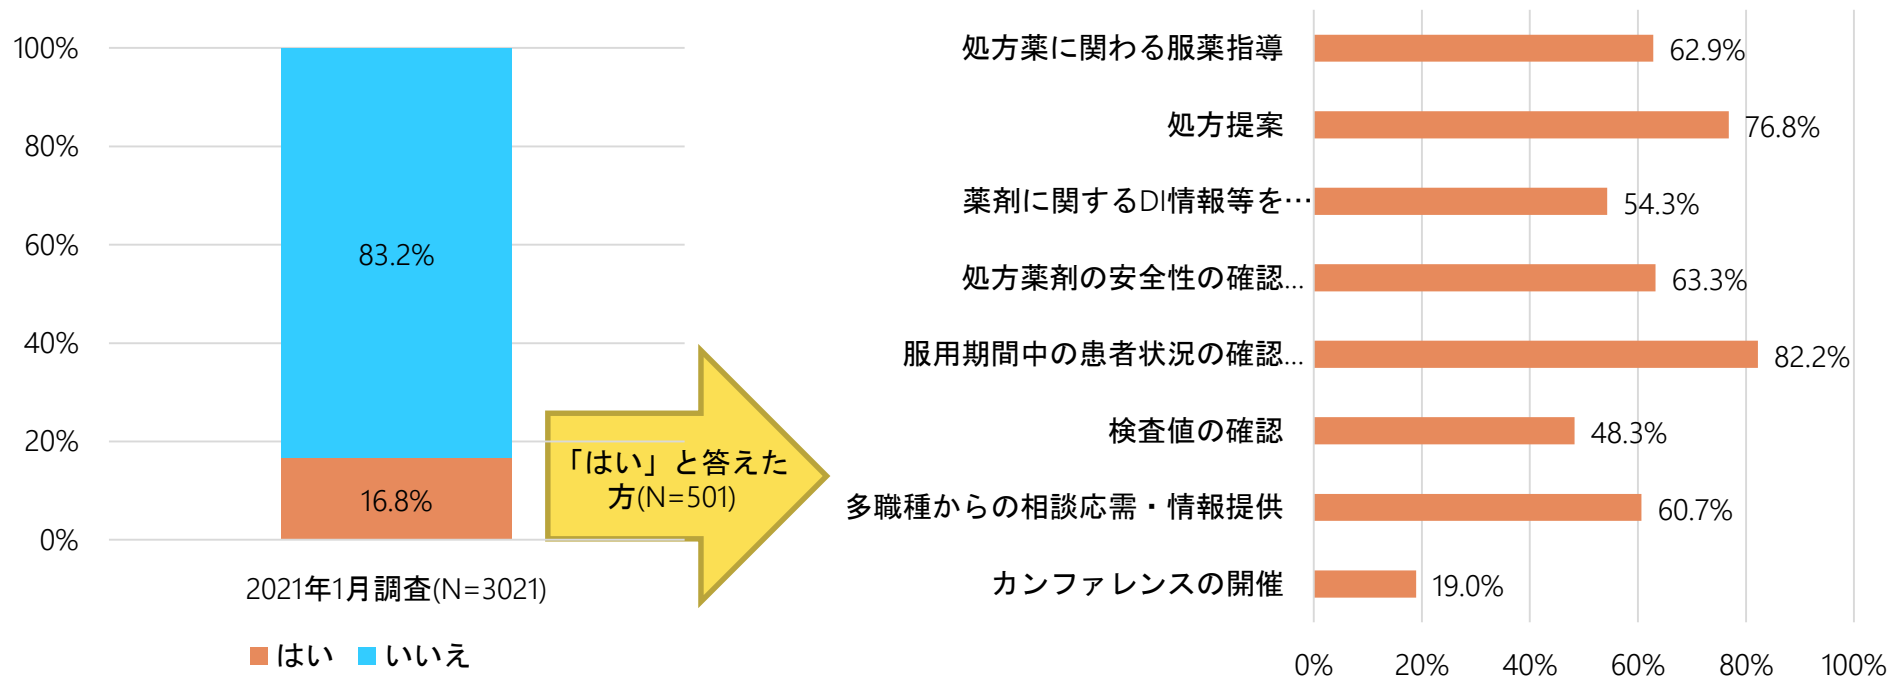 100%
80%
60%
40%
20%
0%
83.2%
16.8%
2021年1月調査(N=3021)
はい
いいえ
「はい」と答えた
方(N=501)
処方薬に関わる服薬指導
62.9%
処方提案
76.8%
薬剤に関するDI情報等を…
54.3%
処方薬剤の安全性の確認...
63.3%
服用期間中の患者状況の確認...
82.2%
検査値の確認
48.3%
多職種からの相談応需・情報提供
60.7%
カンファレンスの開催
19.0%
0%
20%
40%
60%
80%
100%